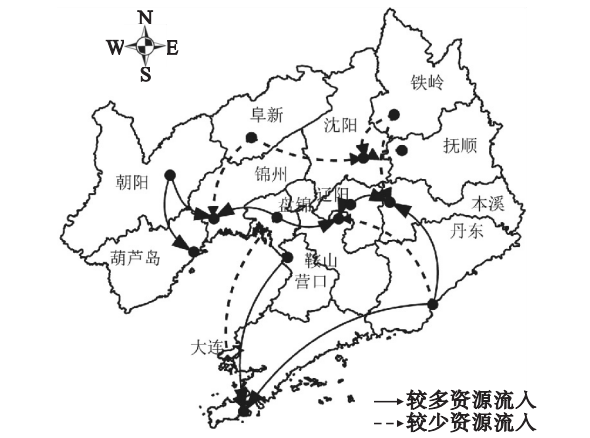 N
W E
S
铁岭
阜新
沈阳
抚顺
锦州
朝阳
辽阳
盘锦
本溪
丹东
葫芦岛
鞍山
营口
大连
较多资源流入
较少资源流入